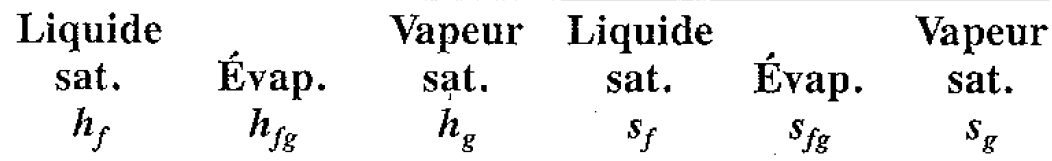 Liquide Vapeur Liquide Vapeur
sat. Évap. sat. sat. Évap. sat.
h_f h_fg h_g s_f s_fg s_g